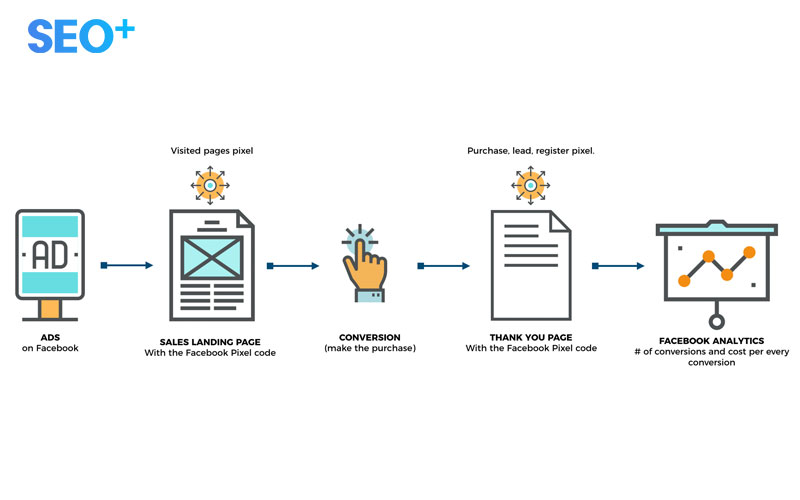 SEO+
Visited pages pixel
Purchase, lead, register pixel.
AD
ADS
on Facebook
SALES LANDING PAGE
With the Facebook Pixel code
CONVERSION
(make the purchase)
THANK YOU PAGE
With the Facebook Pixel code
FACEBOOK ANALYTICS
# of conversions and cost per every
conversion